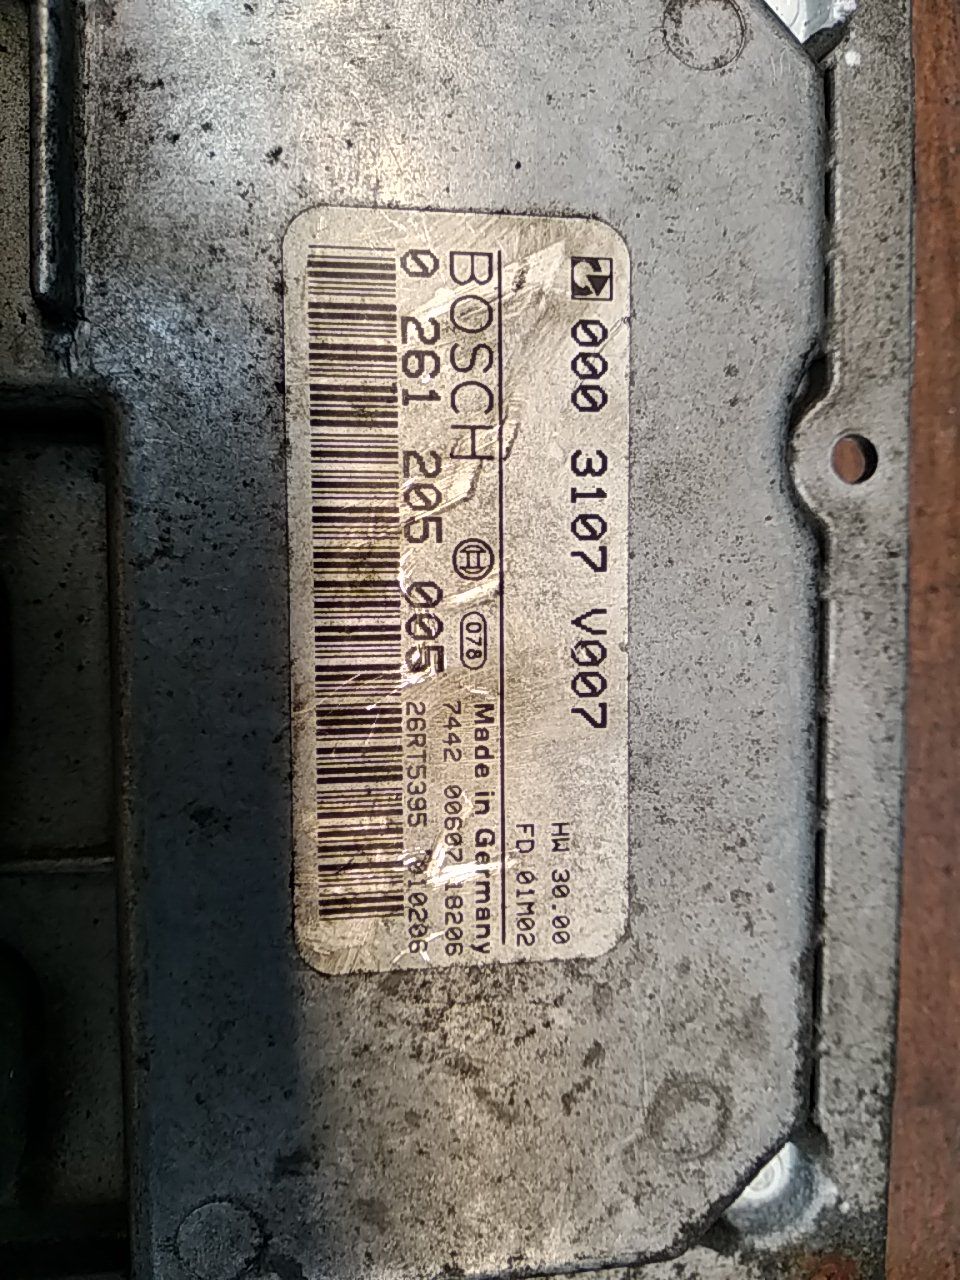 000 3107 V007
HW 30.00
FD 01M02
BOSCH 078 Made in Germany
0 261 205 005 7442 00607 18206
26RT5395 010206